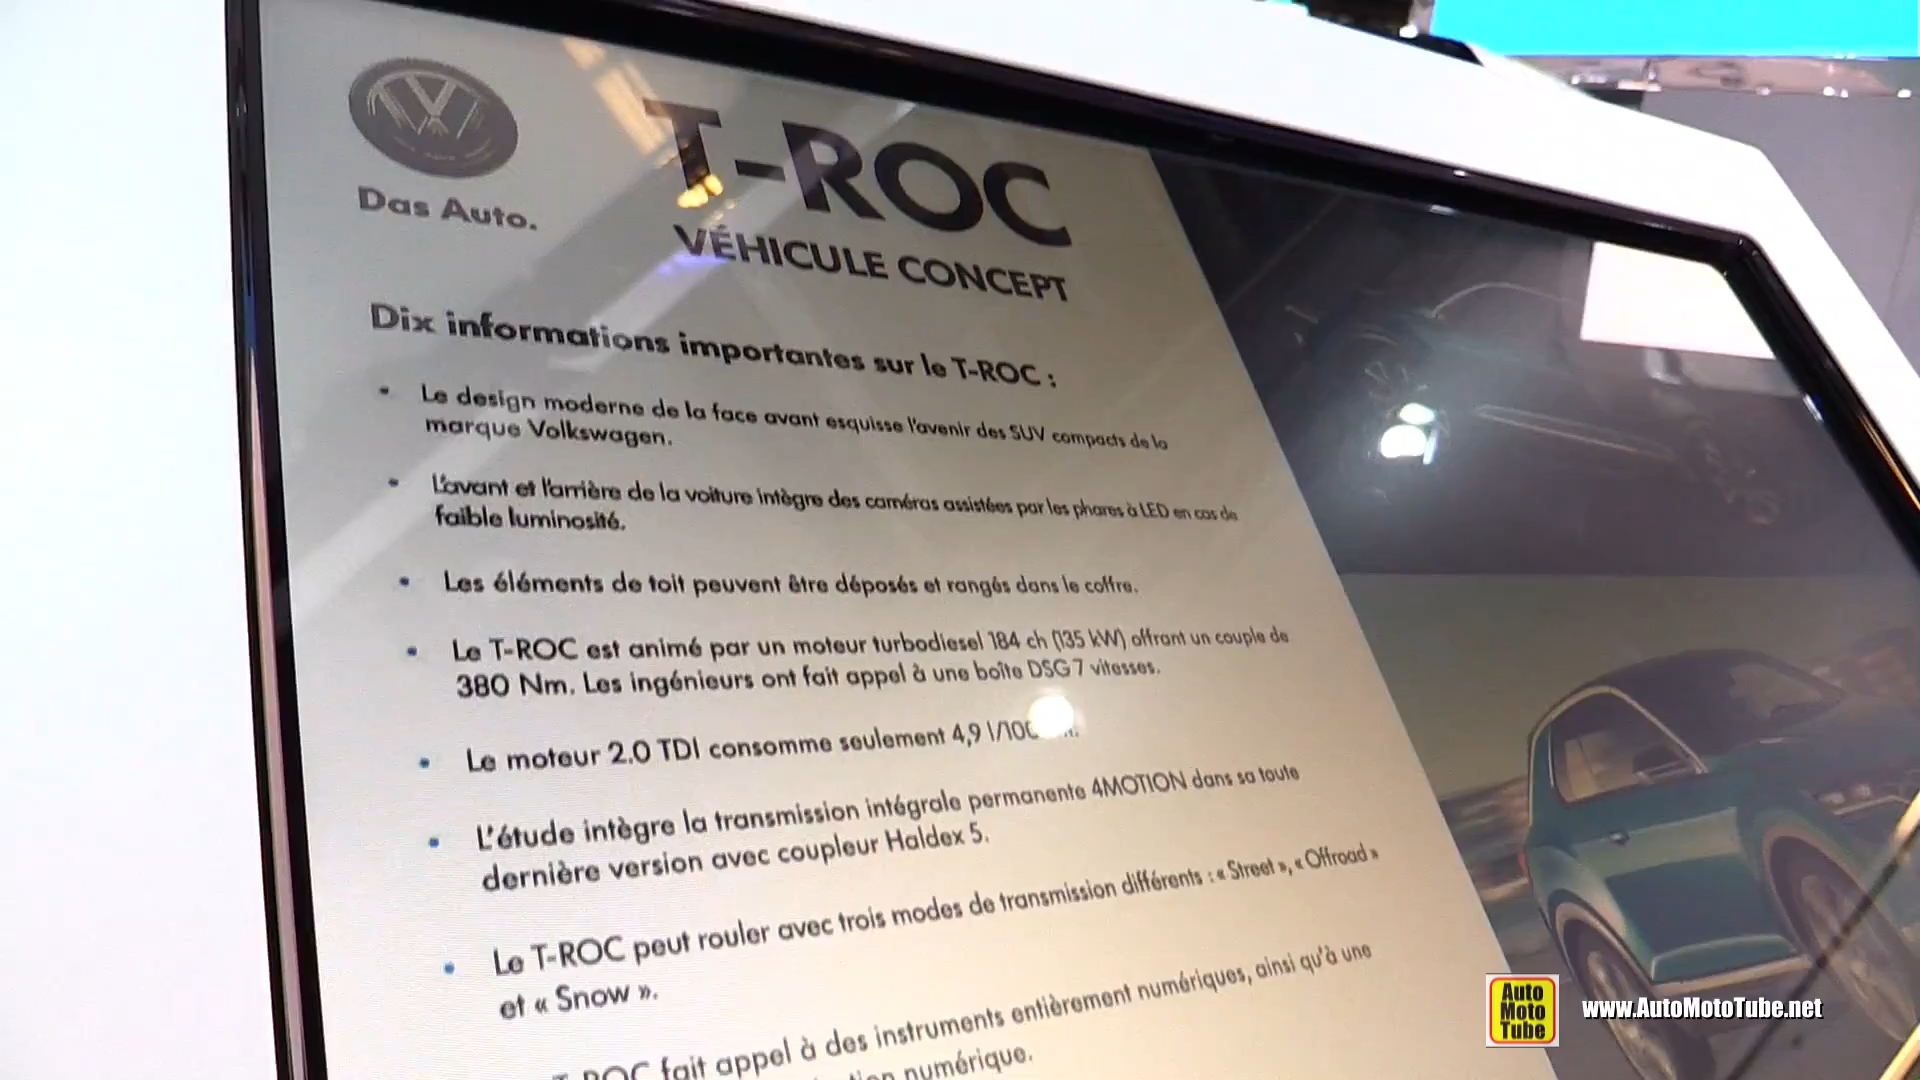 Das Auto.
T-ROC
VÉHICULE CONCEPT
Dix informations importantes sur le T-ROC :
• Le design moderne de la face avant esquisse l'avenir des SUV compacts de la
marque Volkswagen.
• L'avant et l'arrière de la voiture intègre des caméras assistées par les phares à LED en cas de
faible luminosité.
• Les éléments de toit peuvent être déposés et rangés dans le coffre.
• Le T-ROC est animé par un moteur turbodiesel 184 ch (135 kW) offrant un couple de
380 Nm. Les ingénieurs ont fait appel à une boîte DSG 7 vitesses.
• Le moteur 2.0 TDI consomme seulement 4,9 l/100
• L'étude intègre la transmission intégrale permanente 4MOTION dans sa toute
dernière version avec coupleur Haldex 5.
• Le T-ROC peut rouler avec trois modes de transmission différents : « Street », « Offroad »
et « Snow ».
T-ROC fait appel à des instruments entièrement numériques, ainsi qu'à une
numérique.
Auto
Moto
Tube
www.AutoMotoTube.net